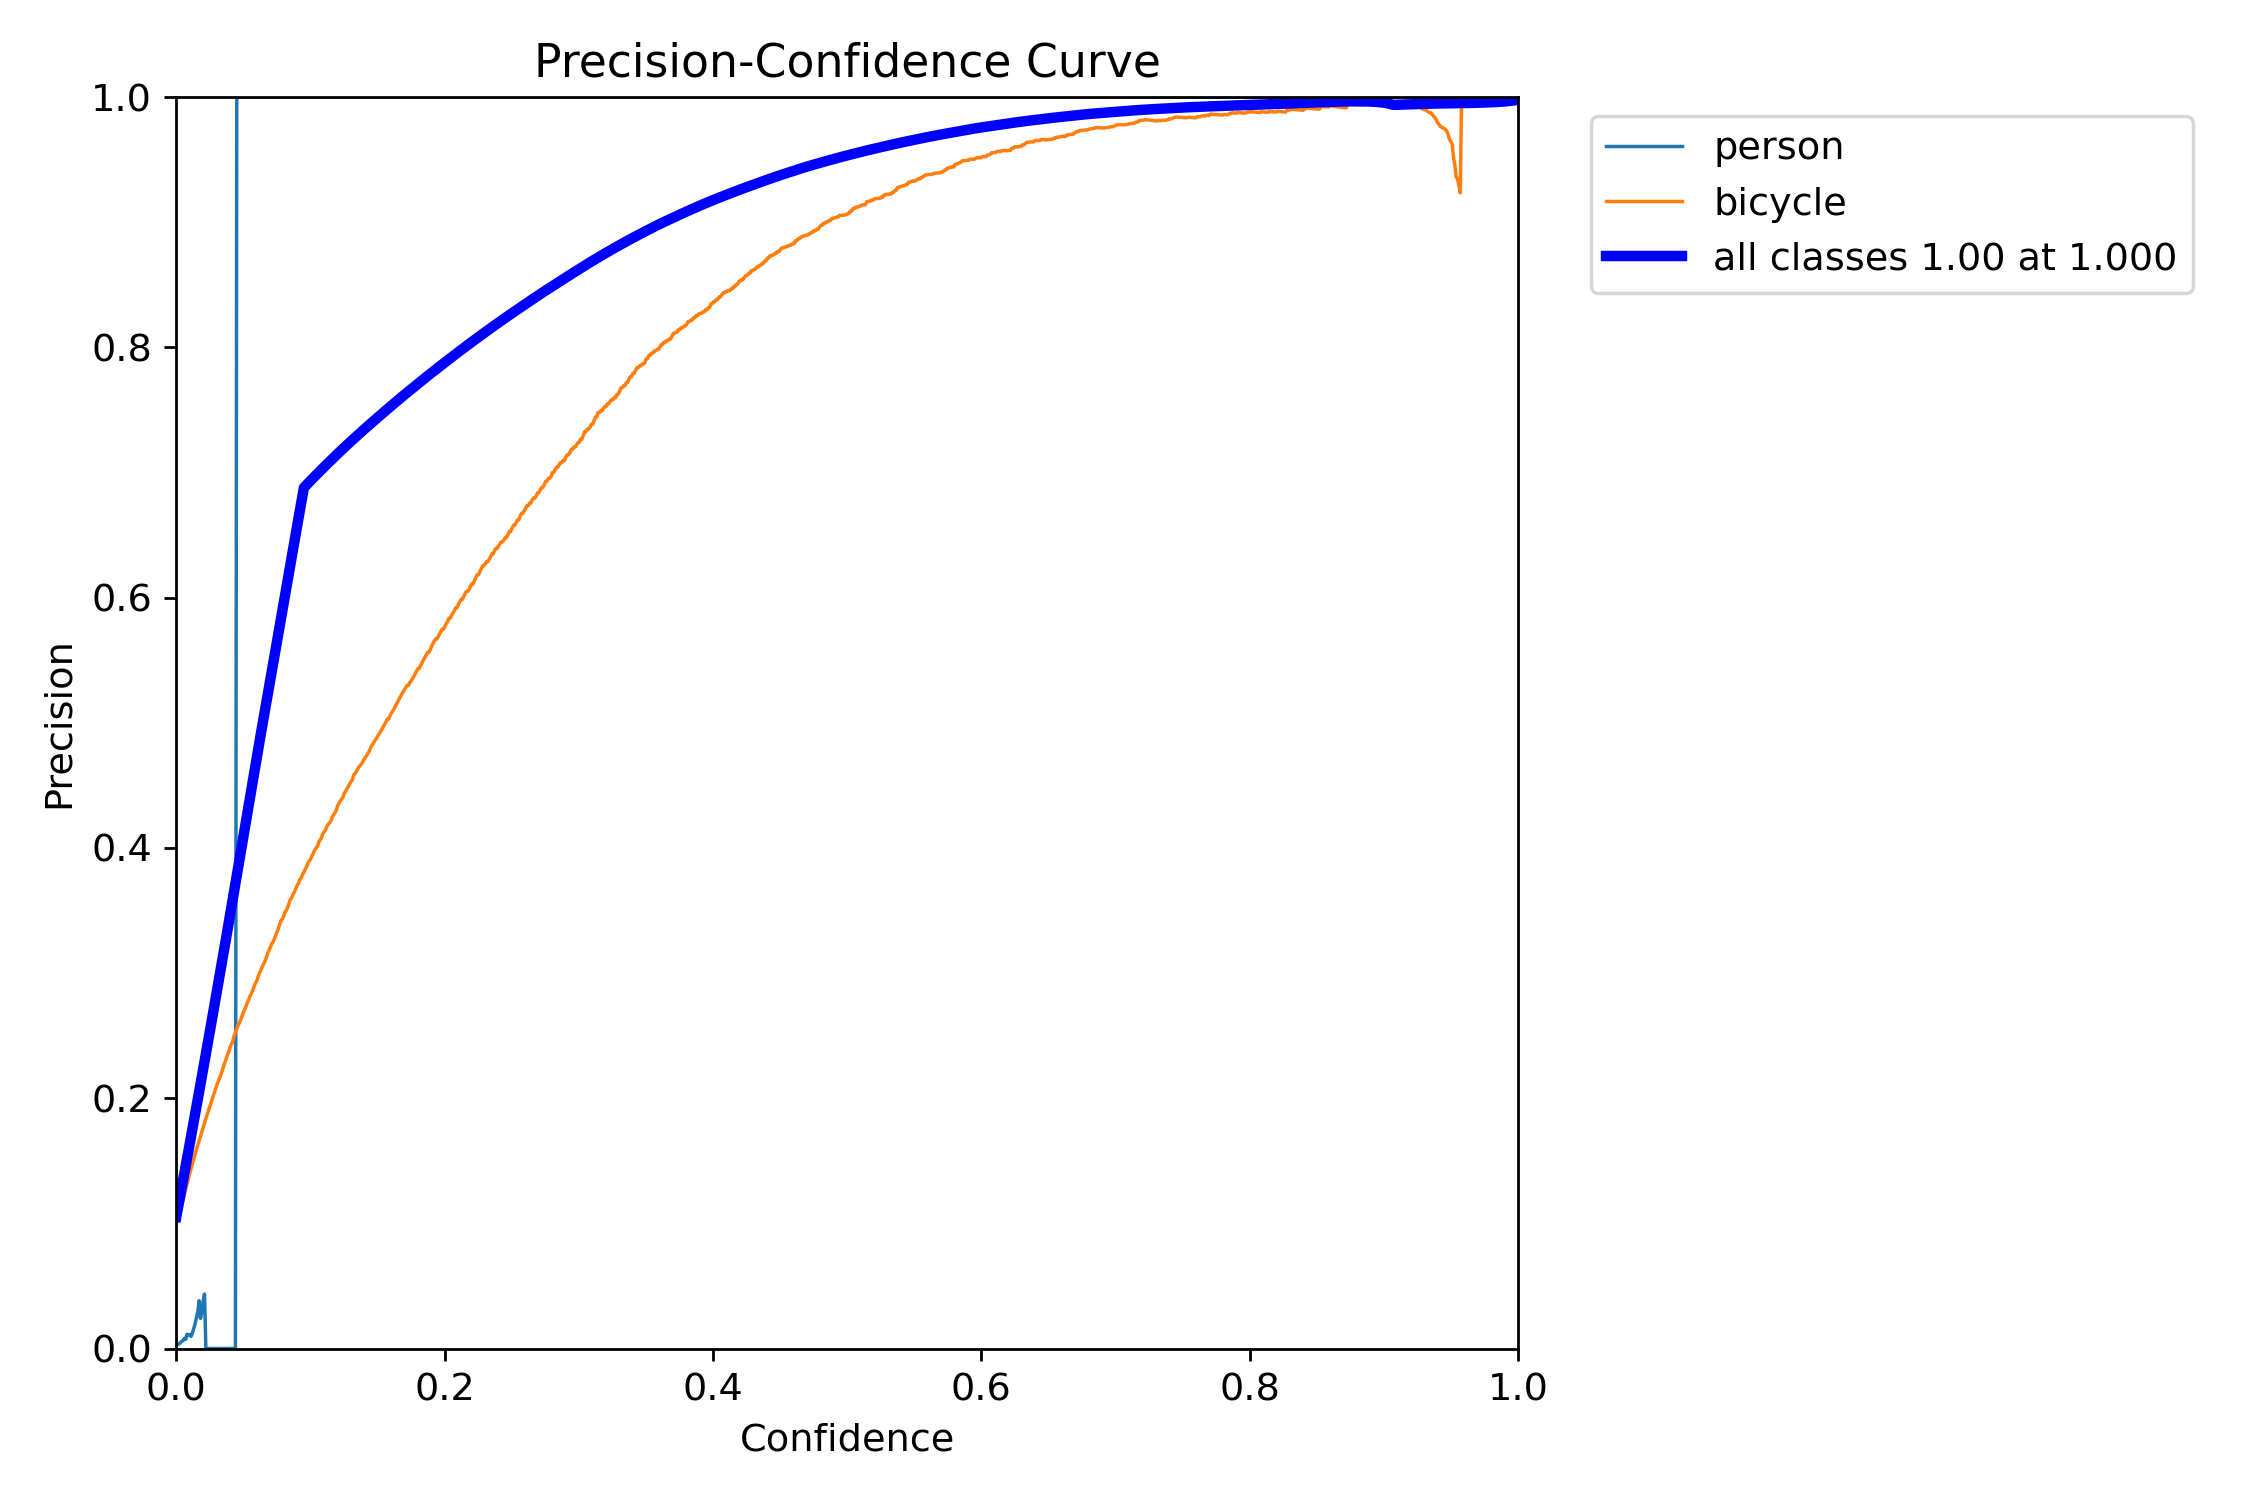 Precision-Confidence Curve
1.0
0.8
0.6
0.4
0.2
0.0
Precision
0.0 0.2 0.4 0.6 0.8 1.0
Confidence
person
bicycle
all classes 1.00 at 1.000